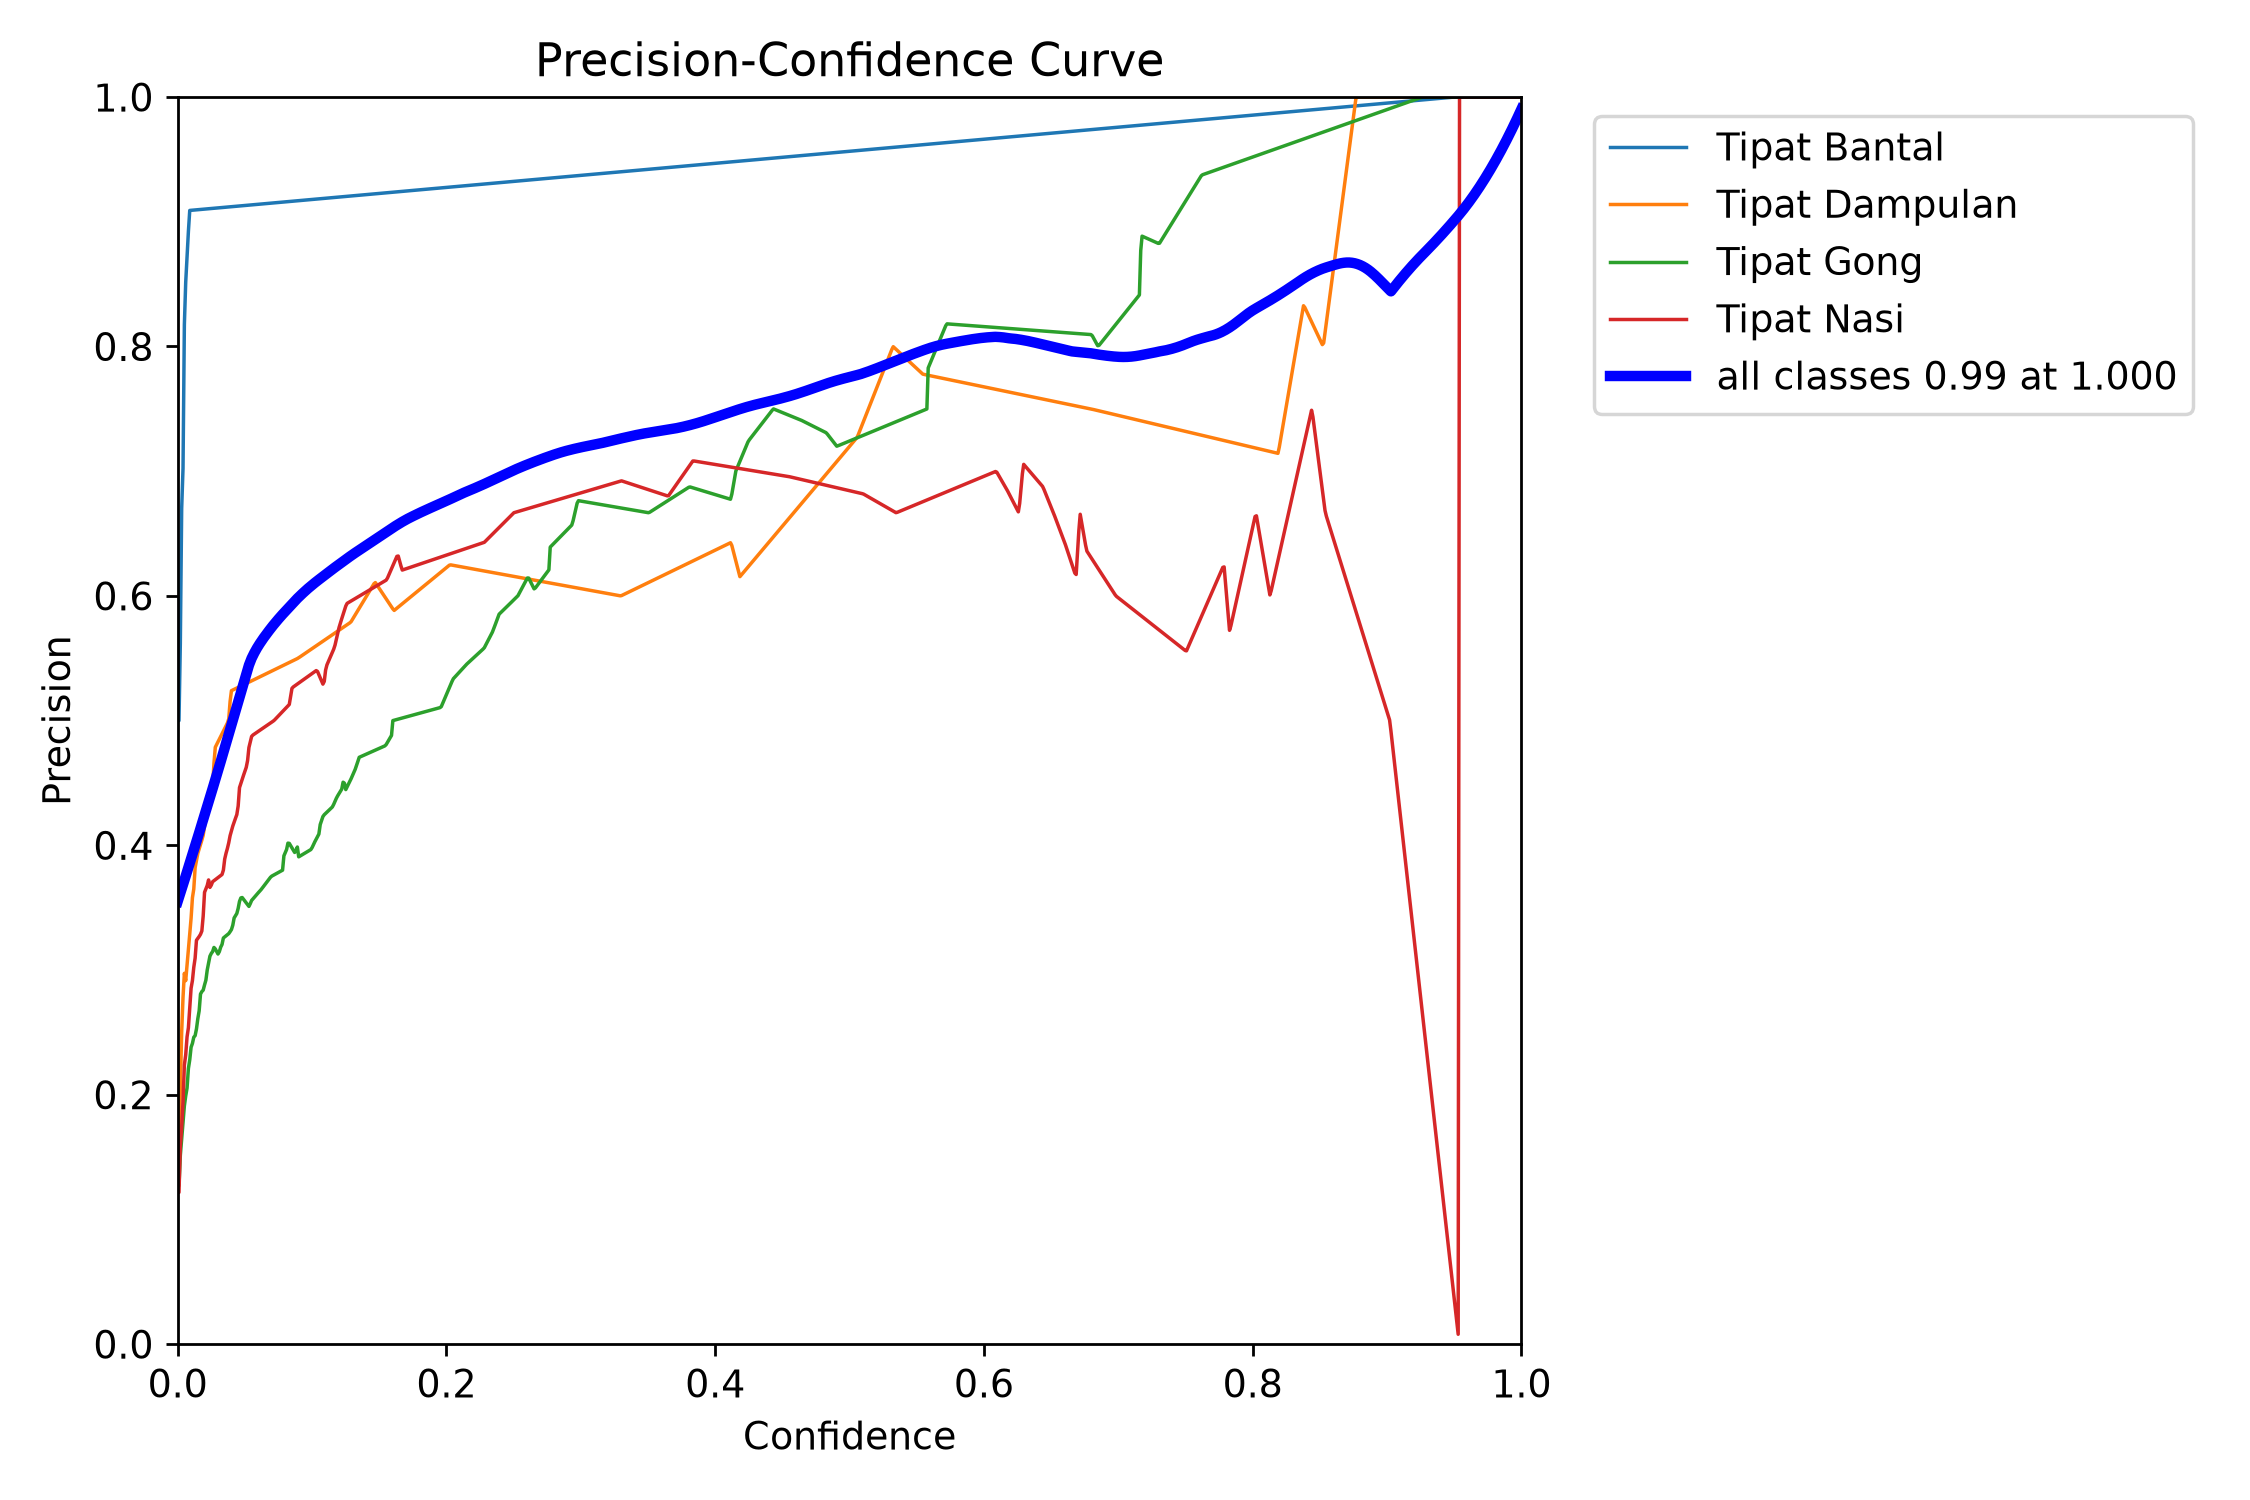 Precision-Confidence Curve
1.0
0.8
0.6
0.4
0.2
0.0
Precision
0.0 0.2 0.4 0.6 0.8 1.0
Confidence
Tipat Bantal
Tipat Dampulan
Tipat Gong
Tipat Nasi
all classes 0.99 at 1.000